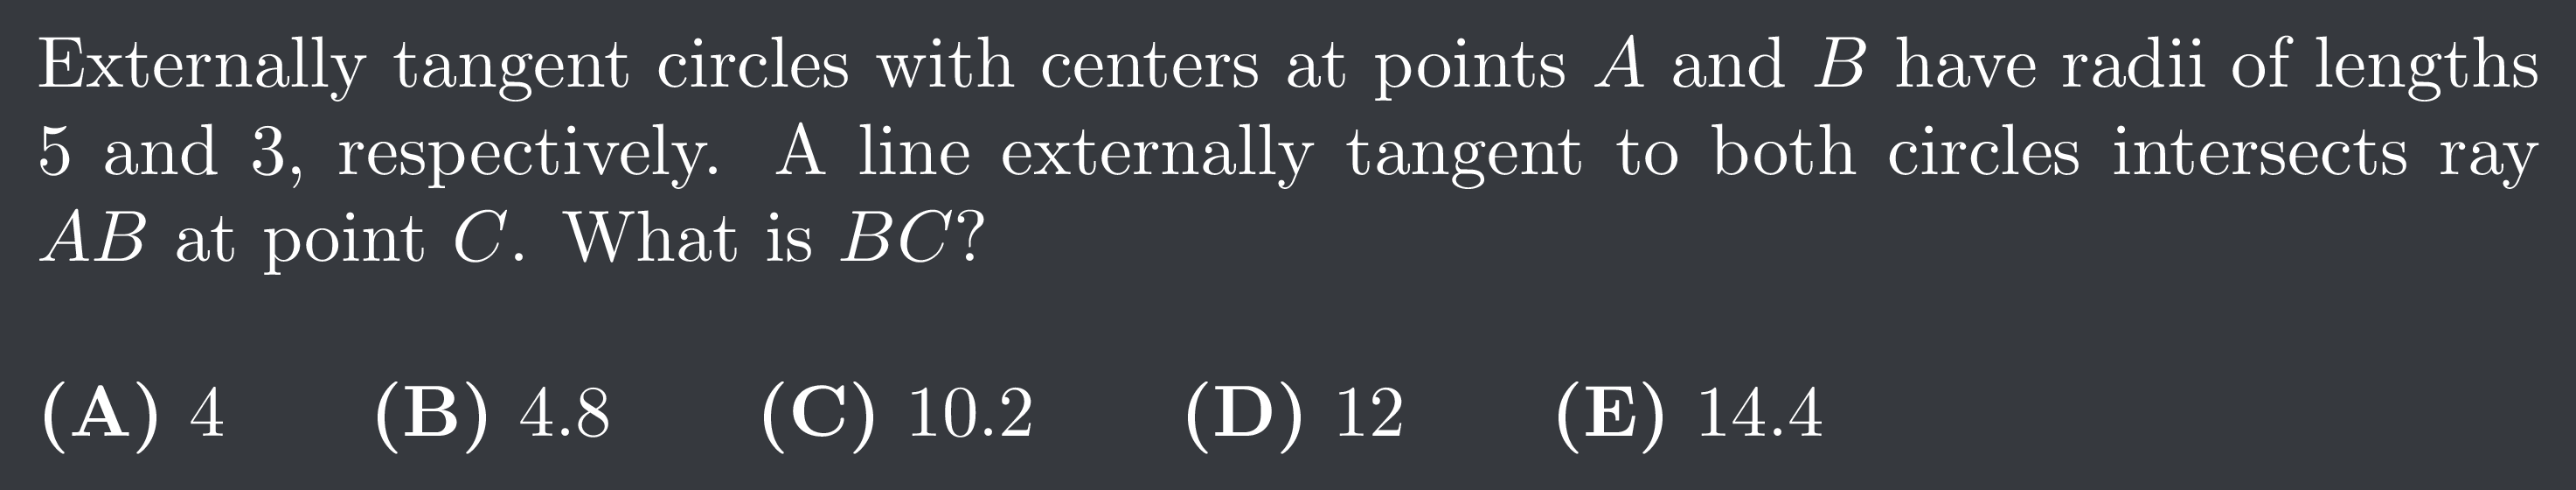 Externally tangent circles with centers at points A and B have radii of lengths
5 and 3, respectively. A line externally tangent to both circles intersects ray
AB at point C. What is BC?
(A) 4 (B) 4.8 (C) 10.2 (D) 12 (E) 14.4